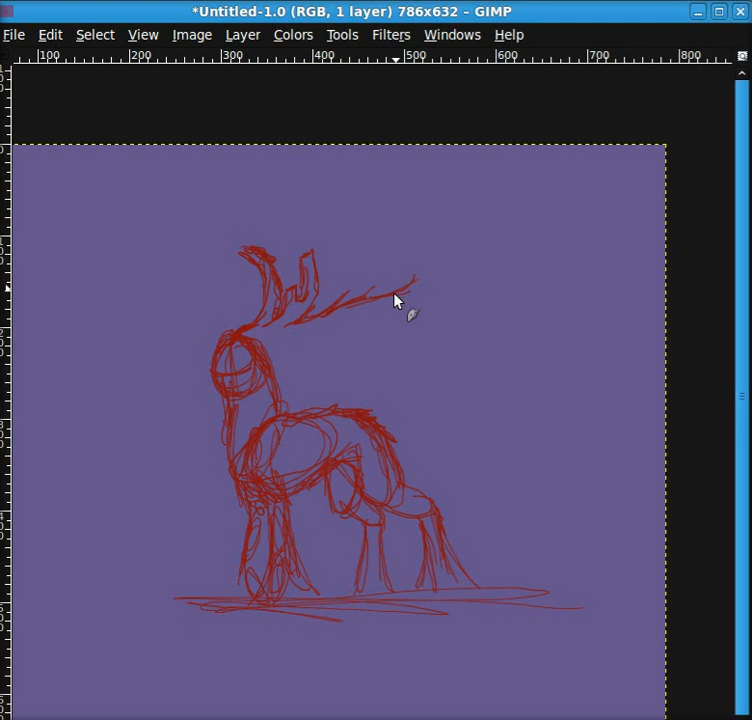 *Untitled-1.0 (RGB, 1 layer) 786x632 – GIMP
File Edit Select View Image Layer Colors Tools Filters Windows Help
100 200 300 400 500 600 700 800